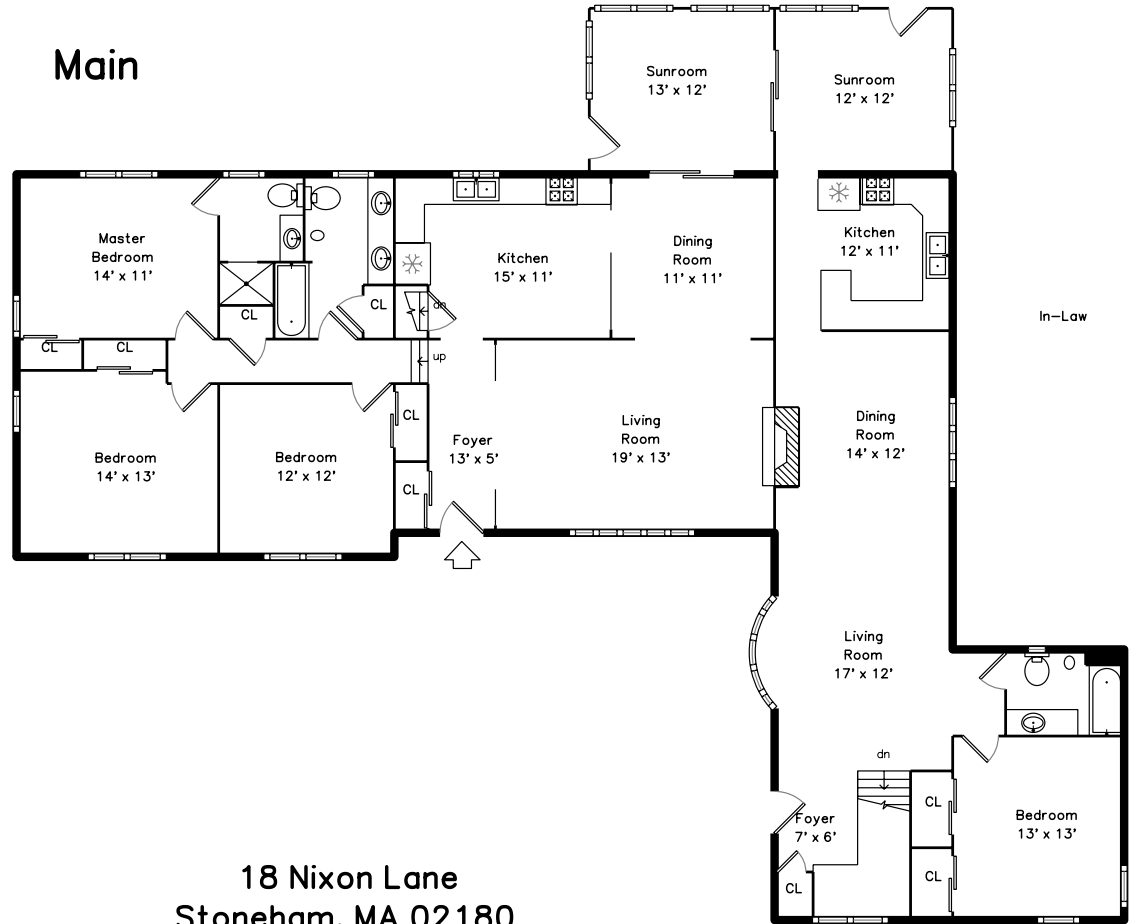 Main
Sunroom
13' x 12'
Sunroom
12' x 12'
Master
Bedroom
14' x 11'
CL
CL
CL
CL
Kitchen
15' x 11'
dn
up
Dining
Room
11' x 11'
Kitchen
12' x 11'
In-Law
Bedroom
14' x 13'
Bedroom
12' x 12'
CL
CL
Foyer
13' x 5'
Living
Room
19' x 13'
Dining
Room
14' x 12'
Living
Room
17' x 12'
dn
Foyer
7' x 6'
CL
CL
CL
Bedroom
13' x 13'
18 Nixon Lane
Stoneham, MA 02180